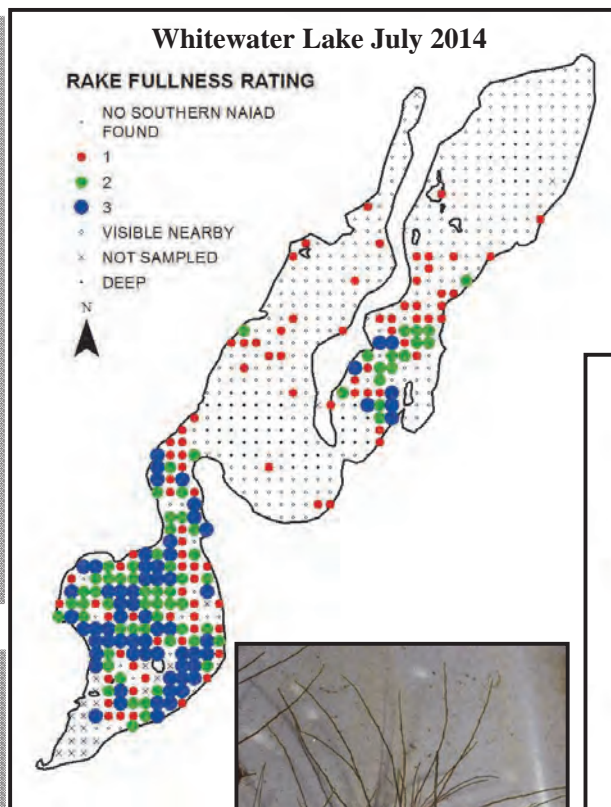 Whitewater Lake July 2014
RAKE FULLNESS RATING
NO SOUTHERN NAIAD
FOUND
1
2
3
VISIBLE NEARBY
NOT SAMPLED
DEEP
N